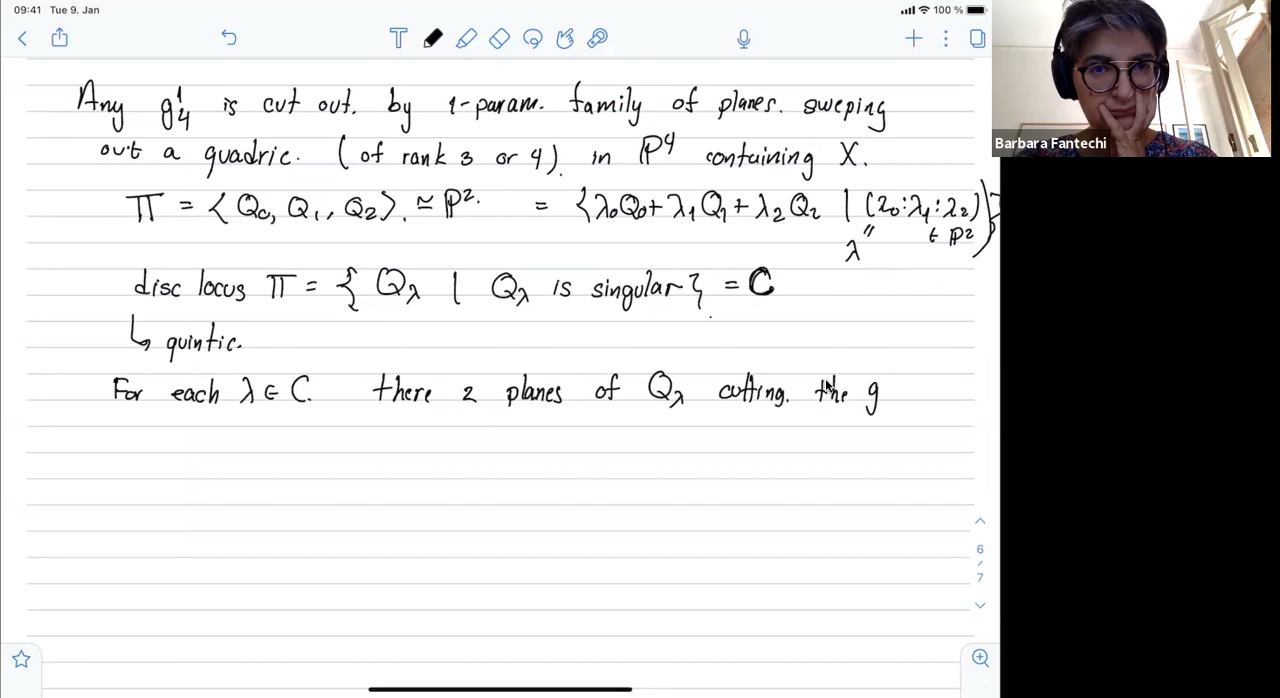 09:41 Tue 9. Jan
100 %
Any g¹₄ is cut out. by 1-param. family of planes. sweeping
out a quadric. (of rank 3 or 4). in ℙ⁴ containing X.
Π = ⟨Q₀, Q₁, Q₂⟩. ≃ ℙ². = {λ₀Q₀+λ₁Q₁+λ₂Q₂ | (λ₀:λ₁:λ₂)}
λ " ∈ ℙ²
disc locus Π = { Q_λ | Q_λ is singular} = C
↳ quintic.
For each λ ∈ C. there 2 planes of Q_λ cutting. the g
6
/
7
Barbara Fantechi